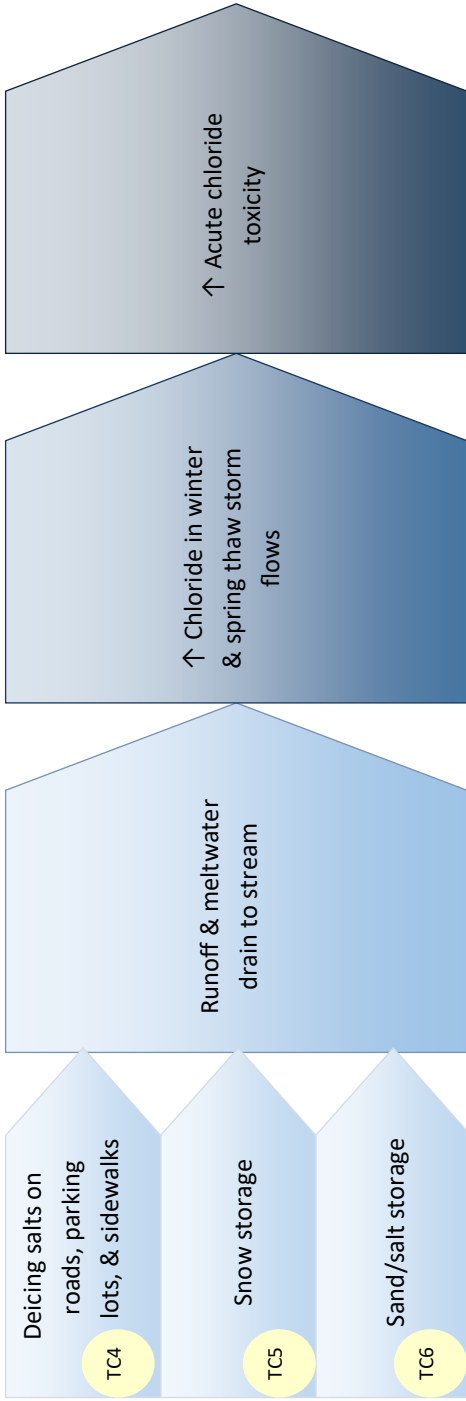 Deicing salts on
roads, parking
lots, & sidewalks
TC4
Snow storage
TC5
Sand/salt storage
TC6
Runoff & meltwater
drain to stream
↑ Chloride in winter
& spring thaw storm
flows
↑ Acute chloride
toxicity